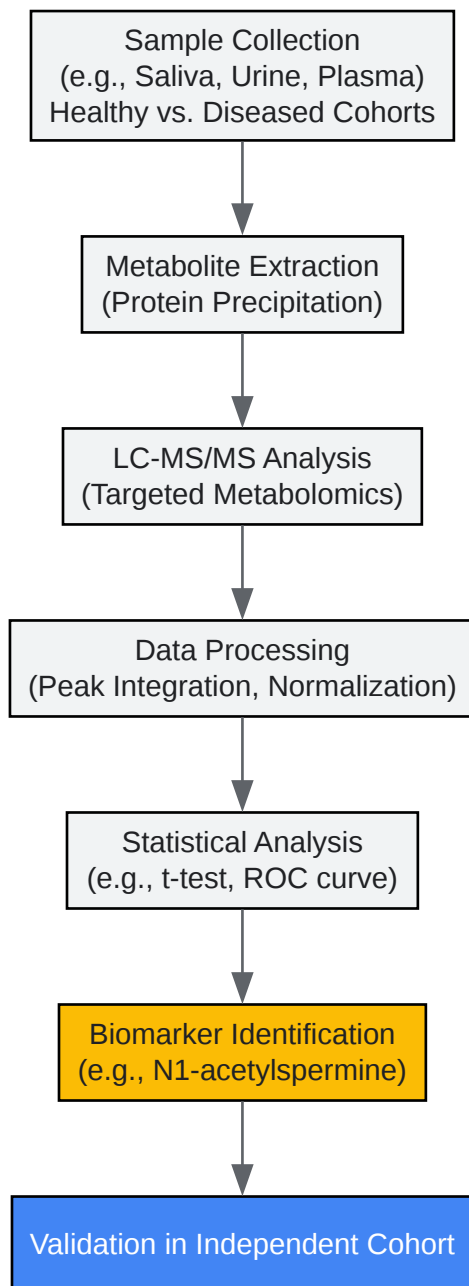 Sample Collection
(e.g., Saliva, Urine, Plasma)
Healthy vs. Diseased Cohorts
Metabolite Extraction
(Protein Precipitation)
LC-MS/MS Analysis
(Targeted Metabolomics)
Data Processing
(Peak Integration, Normalization)
Statistical Analysis
(e.g., t-test, ROC curve)
Biomarker Identification
(e.g., N1-acetylspermine)
Validation in Independent Cohort